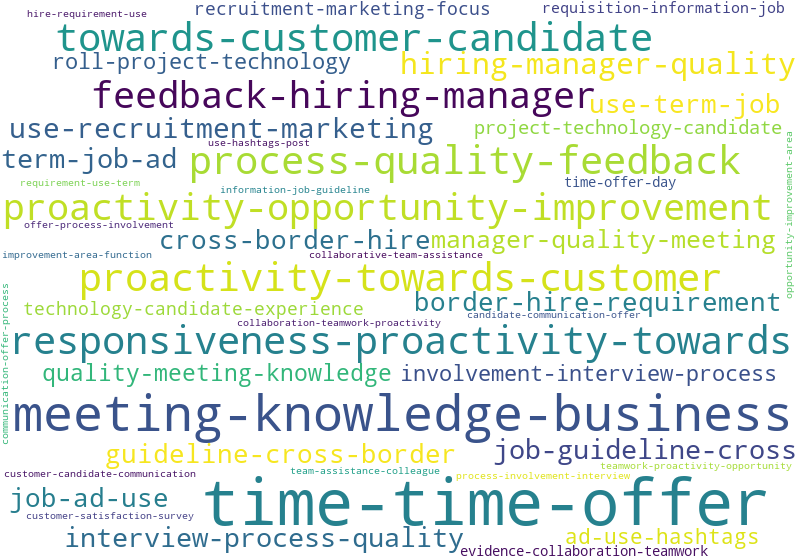 hire-requirement-use
recruitment-marketing-focus
requisition-information-job
towards-customer-candidate
roll-project-technology
hiring-manager-quality
feedback-hiring-manager
use-term-job
use-recruitment-marketing
project-technology-candidate
use-hashtags-post
term-job-ad
process-quality-feedback
opportunity-improvement-area
requirement-use-term
information-job-guideline
time-offer-day
proactivity-opportunity-improvement
offer-process-involvement
cross-border-hire
manager-quality-meeting
improvement-area-function
collaborative-team-assistance
proactivity-towards-customer
communication-offer-process
technology-candidate-experience
border-hire-requirement
candidate-communication-offer
collaboration-teamwork-proactivity
responsiveness-proactivity-towards
quality-meeting-knowledge
involvement-interview-process
meeting-knowledge-business
guideline-cross-border
job-guideline-cross
customer-candidate-communication
team-assistance-colleague
teamwork-proactivity-opportunity
process-involvement-interview
job-ad-use
time-time-offer
customer-satisfaction-survey
interview-process-quality
ad-use-hashtags
evidence-collaboration-teamwork